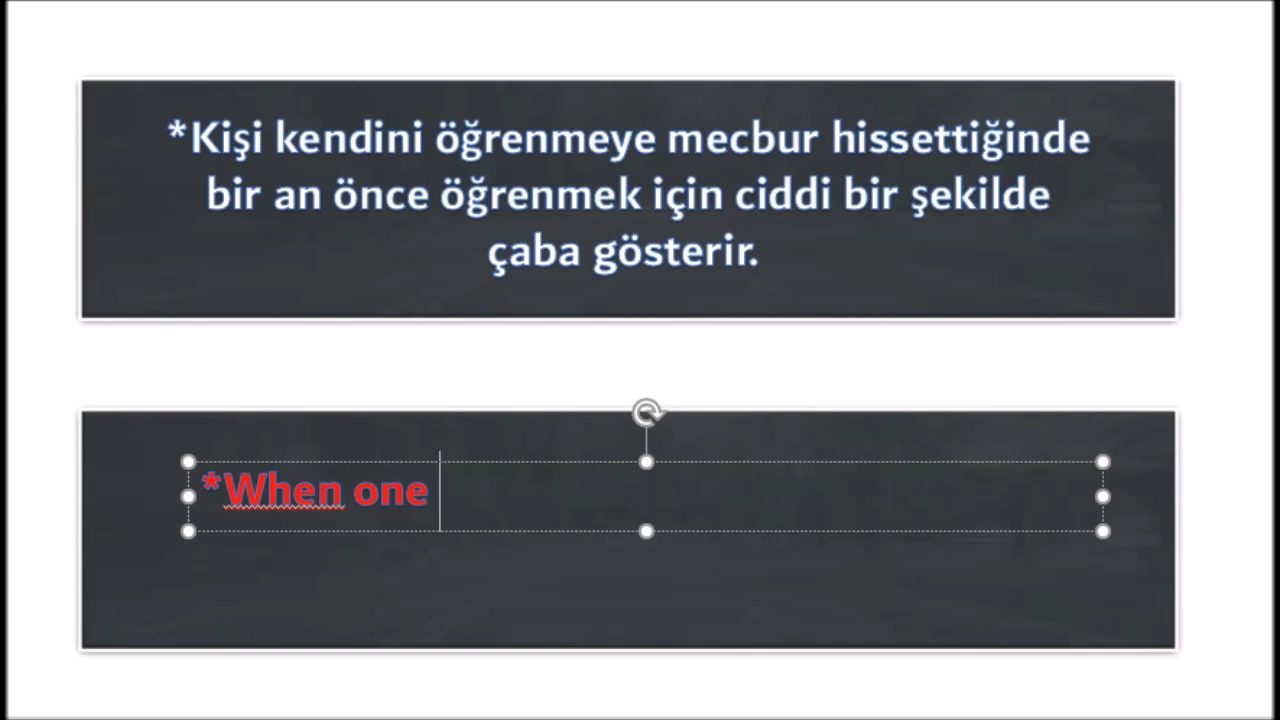 *Kişi kendini öğrenmeye mecbur hissettiğinde
bir an önce öğrenmek için ciddi bir şekilde
çaba gösterir.
*When one